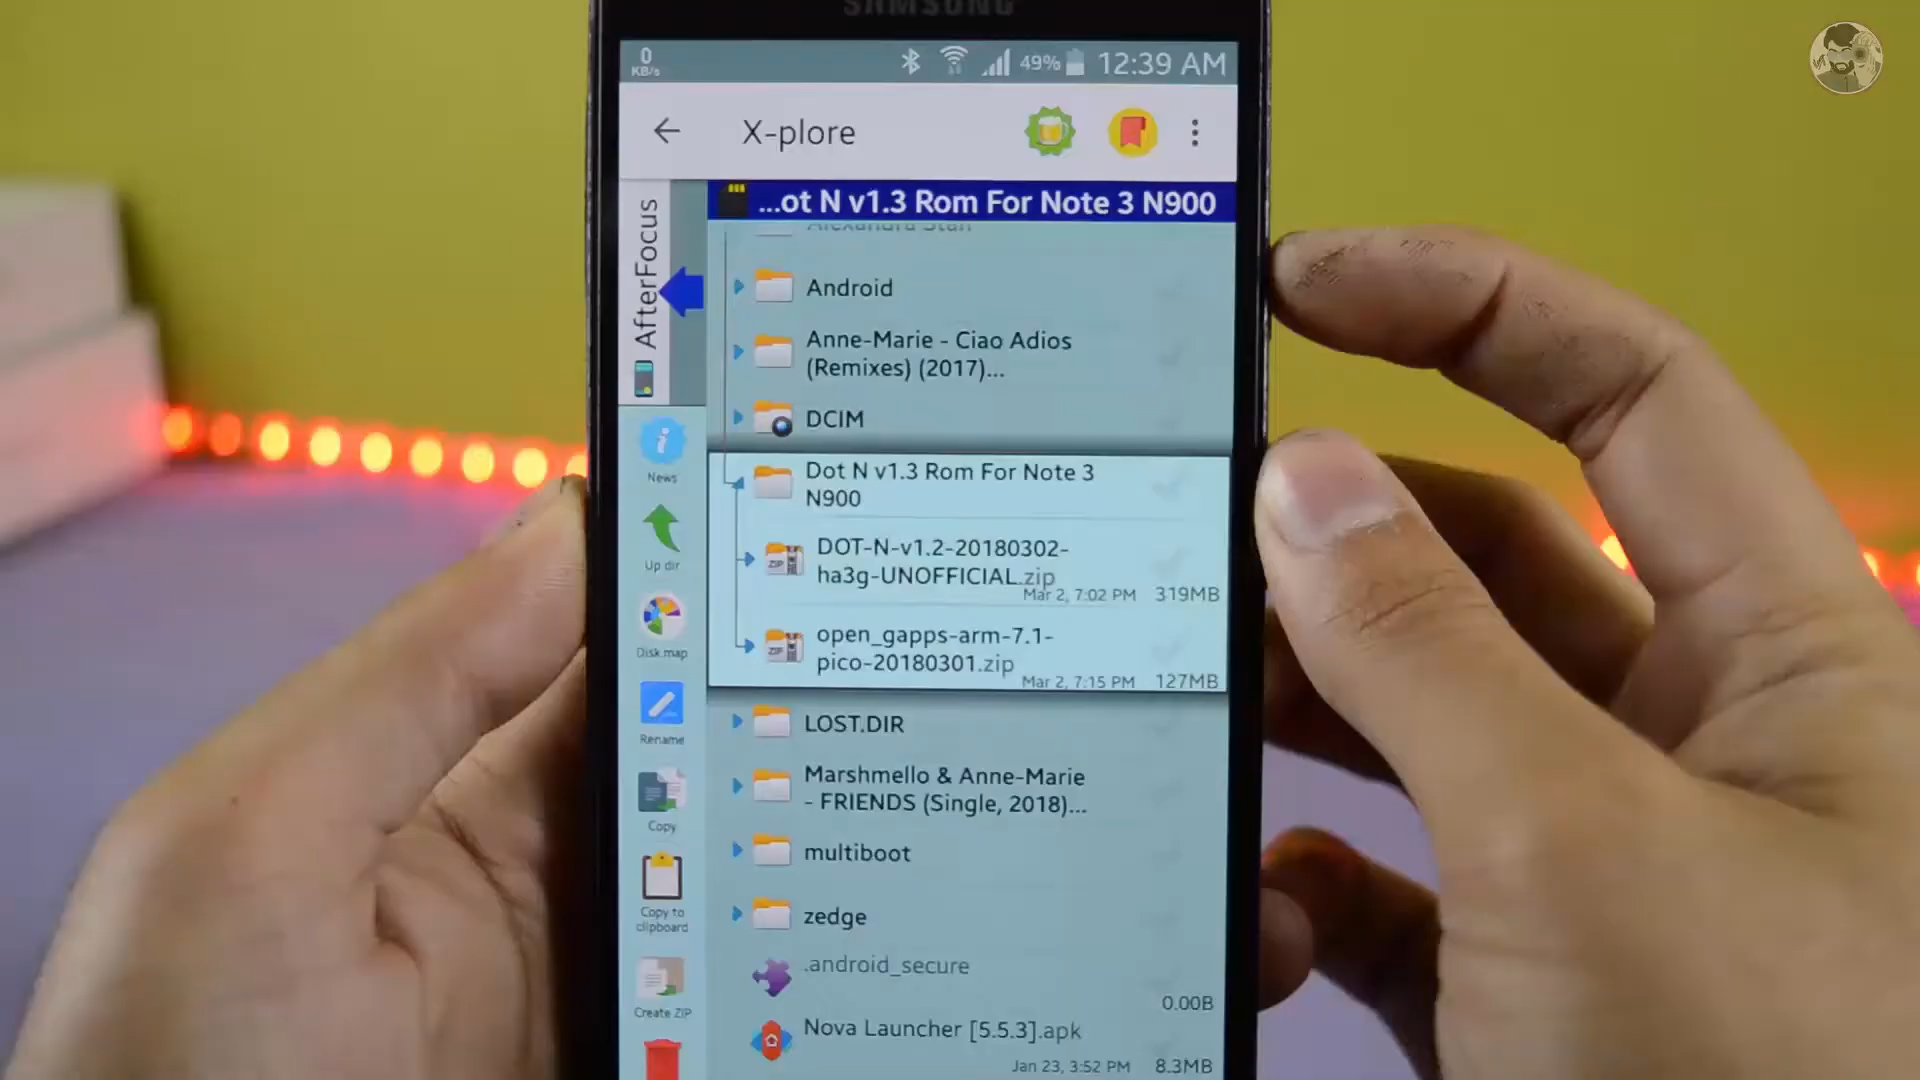 SAMSUNG
0
KB/s
49%
12:39 AM
X-plore
AfterFocus
...ot N v1.3 Rom For Note 3 N900
Alexandra Stan
Android
Anne-Marie - Ciao Adios
(Remixes) (2017)...
DCIM
Dot N v1.3 Rom For Note 3
N900
DOT-N-v1.2-20180302-
ha3g-UNOFFICIAL.zip
Mar 2, 7:02 PM 319MB
open_gapps-arm-7.1-
pico-20180301.zip
Mar 2, 7:15 PM 127MB
LOST.DIR
Marshmello & Anne-Marie
- FRIENDS (Single, 2018)...
multiboot
zedge
.android_secure
0.00B
Nova Launcher [5.5.3].apk
Jan 23, 3:52 PM 8.3MB
News
Up dir
Disk map
Rename
Copy
Copy to
clipboard
Create ZIP
ZIP
ZIP